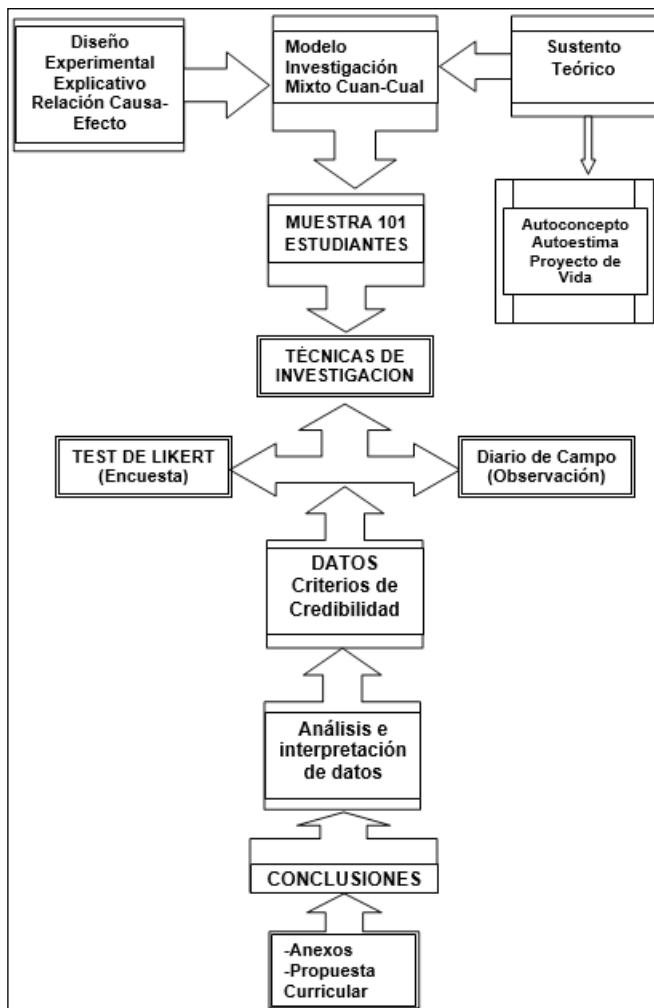 Diseño
Experimental
Explicativo
Relación Causa-
Efecto
Modelo
Investigación
Mixto Cuan-Cual
Sustento
Teórico
Autoconcepto
Autoestima
Proyecto de
Vida
MUESTRA 101
ESTUDIANTES
TÉCNICAS DE
INVESTIGACION
TEST DE LIKERT
(Encuesta)
Diario de Campo
(Observación)
DATOS
Criterios de
Credibilidad
Análisis e
interpretación
de datos
CONCLUSIONES
-Anexos
-Propuesta
Curricular